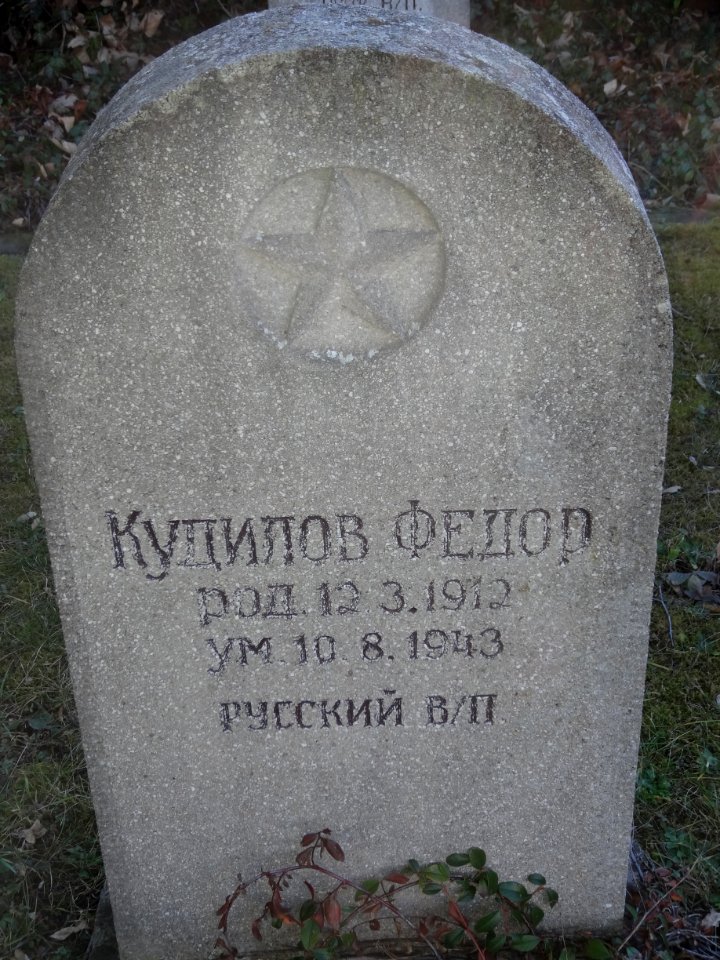 В/П.
Кудилов Федор
род. 12.3.1912
ум. 10.8.1943
русский в/п